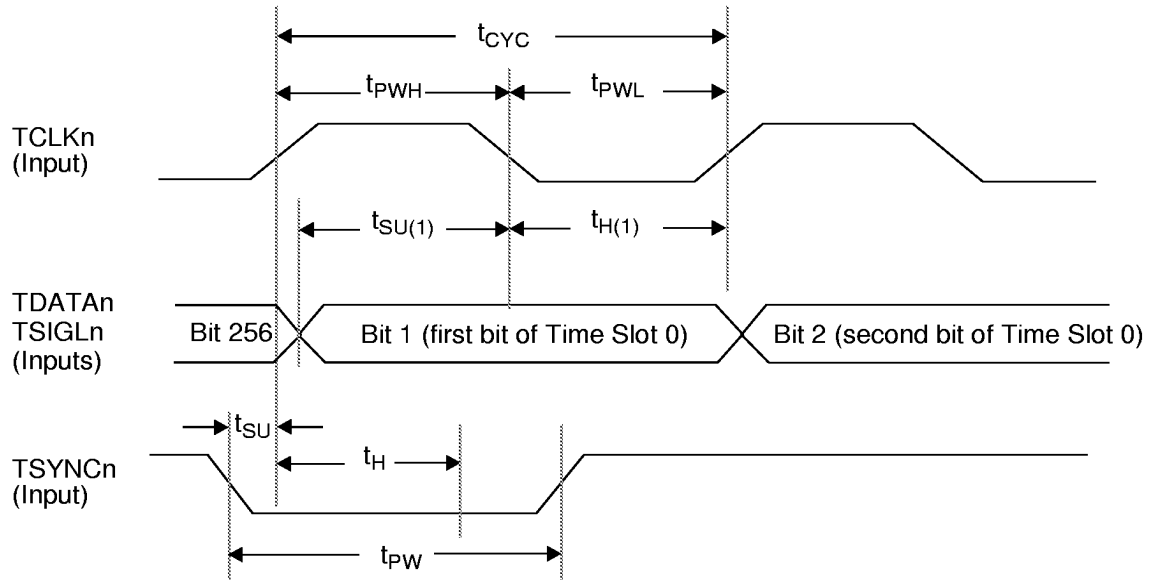 tCYC
tPWH tPWL
TCLKn
(Input)
tSU(1) tH(1)
TDATAn
TSIGLn
(Inputs)
Bit 256 Bit 1 (first bit of Time Slot 0) Bit 2 (second bit of Time Slot 0)
tSU
tH
TSYNCn
(Input)
tPW